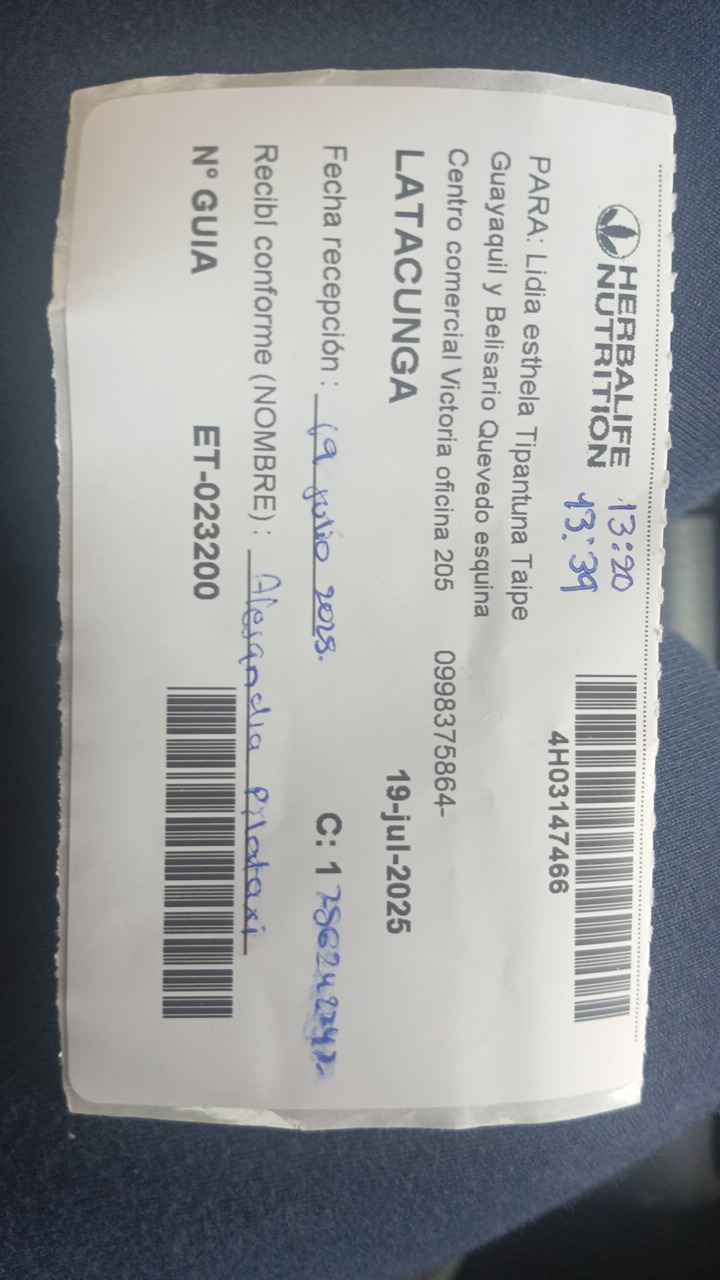 HERBALIFE
NUTRITION
13:20
13:39
4H03147466
PARA: Lidia esthela Tipantuna Taipe
Guayaquil y Belisario Quevedo esquina
Centro comercial Victoria oficina 205 0998375864-
LATACUNGA 19-jul-2025
Fecha recepción : 19 julio 2025. C: 1
Recibí conforme (NOMBRE) : Alexandra Pilataxi
N° GUIA ET-023200